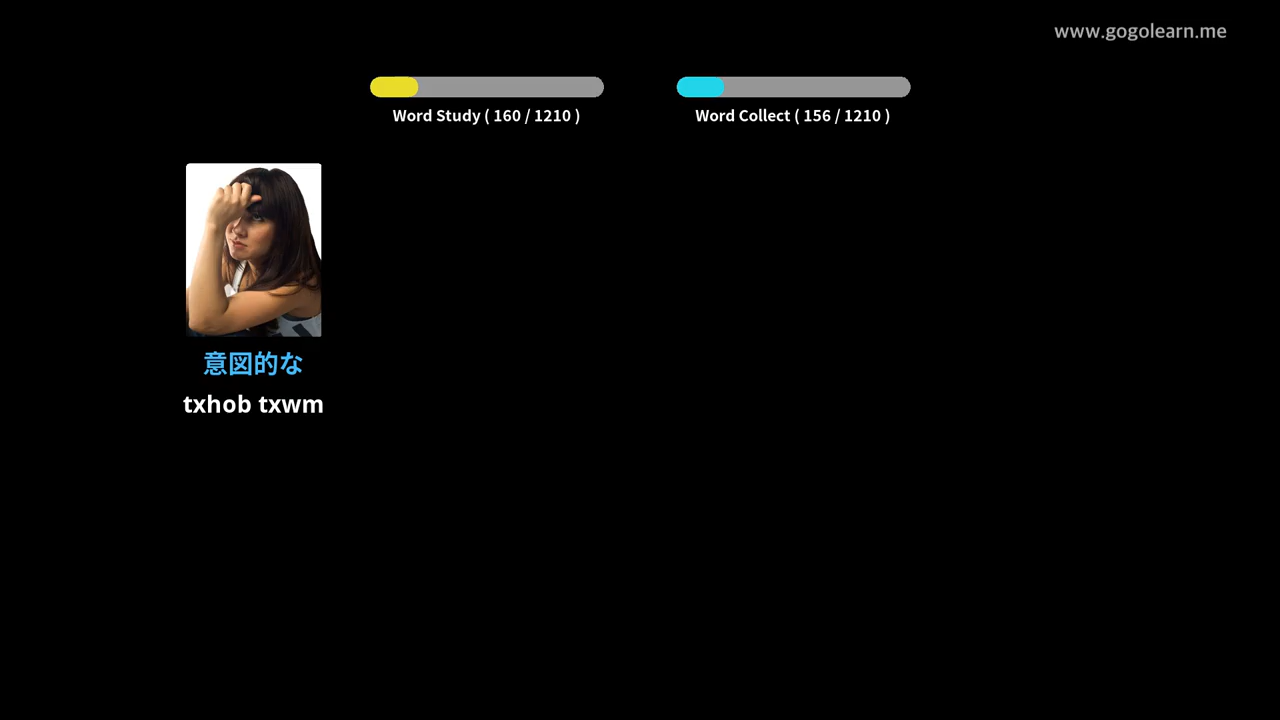 www.gogolearn.me
Word Study ( 160 / 1210 )
Word Collect ( 156 / 1210 )
意図的な
txhob txwm